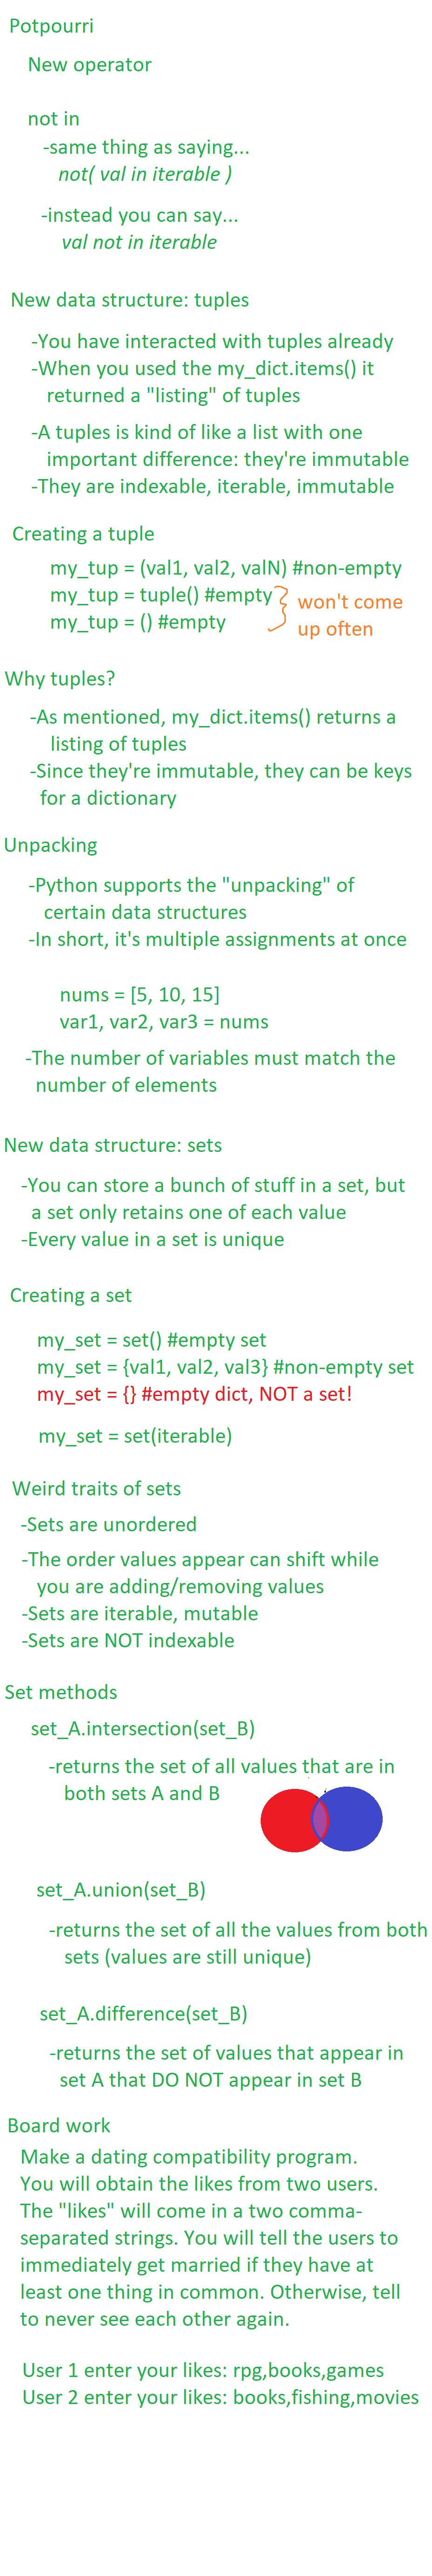 Potpourri
New operator
not in
-same thing as saying...
not( val in iterable )
-instead you can say...
val not in iterable
New data structure: tuples
-You have interacted with tuples already
-When you used the my_dict.items() it
returned a "listing" of tuples
-A tuples is kind of like a list with one
important difference: they're immutable
-They are indexable, iterable, immutable
Creating a tuple
my_tup = (val1, val2, valN) #non-empty
my_tup = tuple() #empty
my_tup = () #empty
won't come
up often
Why tuples?
-As mentioned, my_dict.items() returns a
listing of tuples
-Since they're immutable, they can be keys
for a dictionary
Unpacking
-Python supports the "unpacking" of
certain data structures
-In short, it's multiple assignments at once
nums = [5, 10, 15]
var1, var2, var3 = nums
-The number of variables must match the
number of elements
New data structure: sets
-You can store a bunch of stuff in a set, but
a set only retains one of each value
-Every value in a set is unique
Creating a set
my_set = set() #empty set
my_set = {val1, val2, val3} #non-empty set
my_set = {} #empty dict, NOT a set!
my_set = set(iterable)
Weird traits of sets
-Sets are unordered
-The order values appear can shift while
you are adding/removing values
-Sets are iterable, mutable
-Sets are NOT indexable
Set methods
set_A.intersection(set_B)
-returns the set of all values that are in
both sets A and B
set_A.union(set_B)
-returns the set of all the values from both
sets (values are still unique)
set_A.difference(set_B)
-returns the set of values that appear in
set A that DO NOT appear in set B
Board work
Make a dating compatibility program.
You will obtain the likes from two users.
The "likes" will come in a two comma-
separated strings. You will tell the users to
immediately get married if they have at
least one thing in common. Otherwise, tell
to never see each other again.
User 1 enter your likes: rpg,books,games
User 2 enter your likes: books,fishing,movies